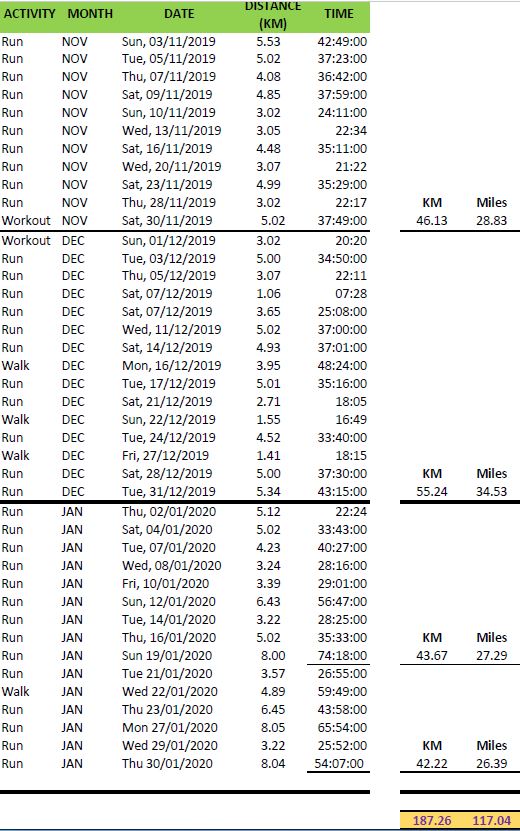 ACTIVITY MONTH DATE DISTANCE (KM) TIME
Run NOV Sun, 03/11/2019 5.53 42:49:00
Run NOV Tue, 05/11/2019 5.02 37:23:00
Run NOV Thu, 07/11/2019 4.08 36:42:00
Run NOV Sat, 09/11/2019 4.85 37:59:00
Run NOV Sun, 10/11/2019 3.02 24:11:00
Run NOV Wed, 13/11/2019 3.05 22:34
Run NOV Sat, 16/11/2019 4.48 35:11:00
Run NOV Wed, 20/11/2019 3.07 21:22
Run NOV Sat, 23/11/2019 4.99 35:29:00
Run NOV Thu, 28/11/2019 3.02 22:17 KM Miles
Workout NOV Sat, 30/11/2019 5.02 37:49:00 46.13 28.83
Workout DEC Sun, 01/12/2019 3.02 20:20
Run DEC Tue, 03/12/2019 5.00 34:50:00
Run DEC Thu, 05/12/2019 3.07 22:11
Run DEC Sat, 07/12/2019 1.06 07:28
Run DEC Sat, 07/12/2019 3.65 25:08:00
Run DEC Wed, 11/12/2019 5.02 37:00:00
Run DEC Sat, 14/12/2019 4.93 37:01:00
Walk DEC Mon, 16/12/2019 3.95 48:24:00
Run DEC Tue, 17/12/2019 5.01 35:16:00
Run DEC Sat, 21/12/2019 2.71 18:05
Walk DEC Sun, 22/12/2019 1.55 16:49
Run DEC Tue, 24/12/2019 4.52 33:40:00
Walk DEC Fri, 27/12/2019 1.41 18:15
Run DEC Sat, 28/12/2019 5.00 37:30:00 KM Miles
Run DEC Tue, 31/12/2019 5.34 43:15:00 55.24 34.53
Run JAN Thu, 02/01/2020 5.12 22:24
Run JAN Sat, 04/01/2020 5.02 33:43:00
Run JAN Tue, 07/01/2020 4.23 40:27:00
Run JAN Wed, 08/01/2020 3.24 28:16:00
Run JAN Fri, 10/01/2020 3.39 29:01:00
Run JAN Sun, 12/01/2020 6.43 56:47:00
Run JAN Tue, 14/01/2020 3.22 28:25:00
Run JAN Thu, 16/01/2020 5.02 35:33:00 KM Miles
Run JAN Sun 19/01/2020 8.00 74:18:00 43.67 27.29
Run JAN Tue 21/01/2020 3.57 26:55:00
Walk JAN Wed 22/01/2020 4.89 59:49:00
Run JAN Thu 23/01/2020 6.45 43:58:00
Run JAN Mon 27/01/2020 8.05 65:54:00
Run JAN Wed 29/01/2020 3.22 25:52:00 KM Miles
Run JAN Thu 30/01/2020 8.04 54:07:00 42.22 26.39
187.26 117.04